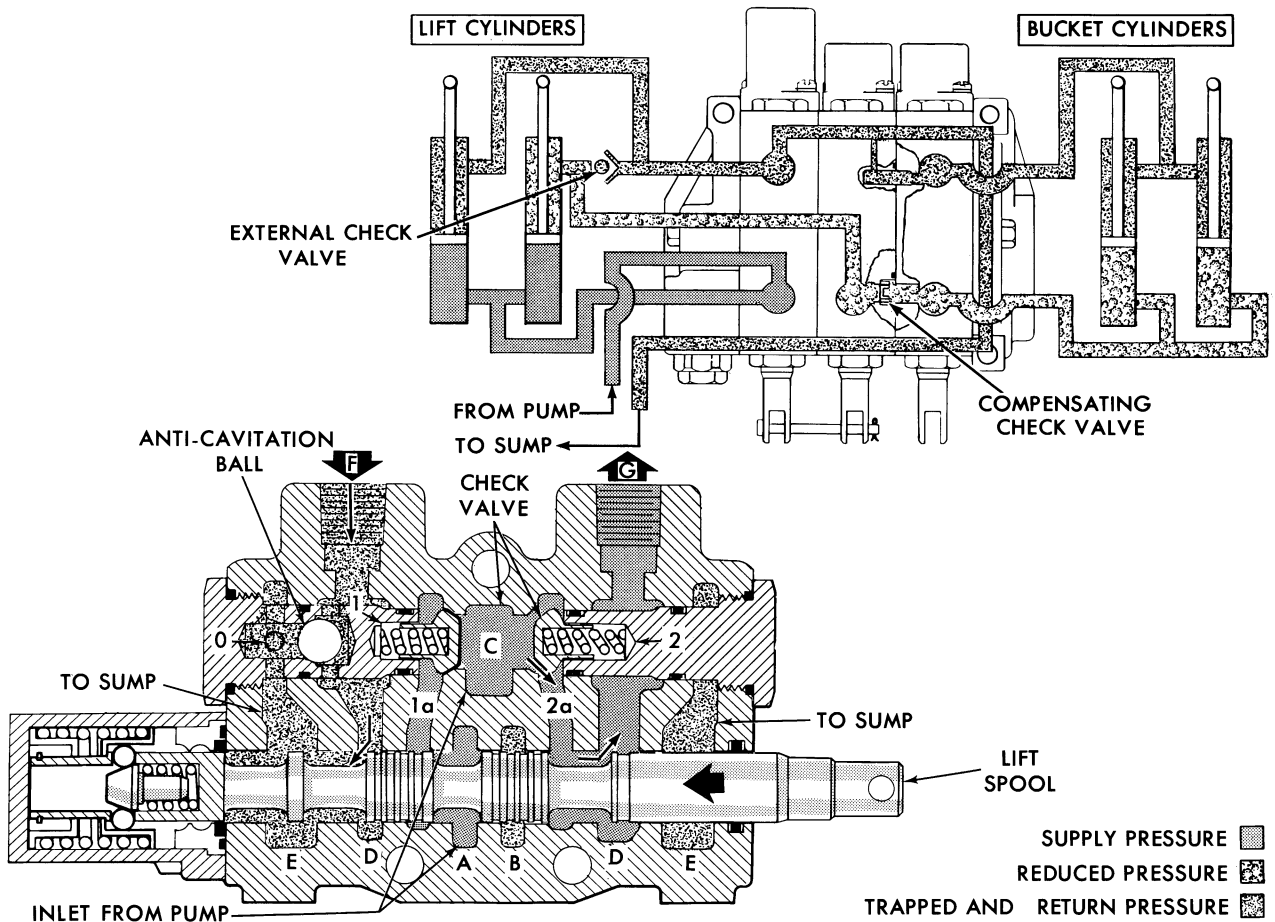 LIFT CYLINDERS
BUCKET CYLINDERS
EXTERNAL CHECK
VALVE
FROM PUMP
TO SUMP
COMPENSATING
CHECK VALVE
ANTI-CAVITATION
BALL
F
CHECK
VALVE
G
1
0
C
2
TO SUMP
1a
2a
TO SUMP
LIFT
SPOOL
E
D
A
B
D
E
INLET FROM PUMP
SUPPLY PRESSURE
REDUCED PRESSURE
TRAPPED AND RETURN PRESSURE